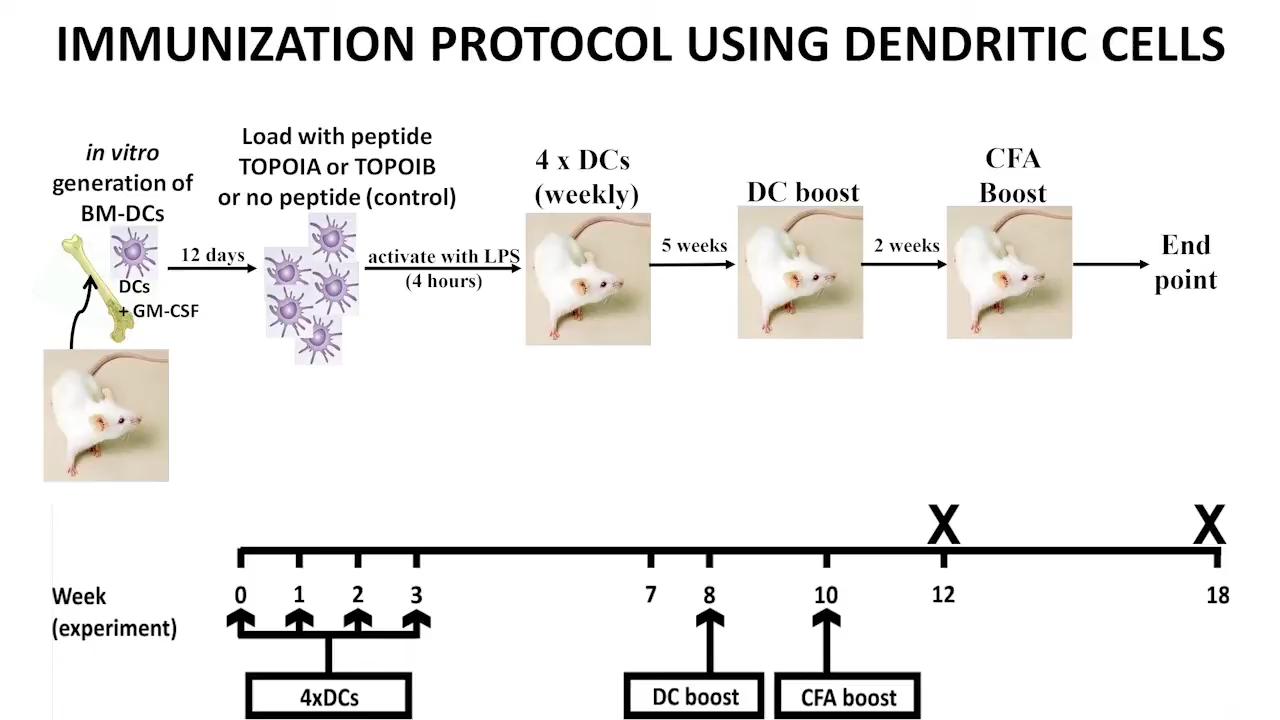 IMMUNIZATION PROTOCOL USING DENDRITIC CELLS
in vitro
generation of
BM-DCs
DCs
+ GM-CSF
12 days
Load with peptide
TOPOIA or TOPOIB
or no peptide (control)
activate with LPS
(4 hours)
4 x DCs
(weekly)
5 weeks
DC boost
2 weeks
CFA
Boost
End
point
X X
Week
(experiment)
0 1 2 3 7 8 10 12 18
4xDCs
DC boost
CFA boost